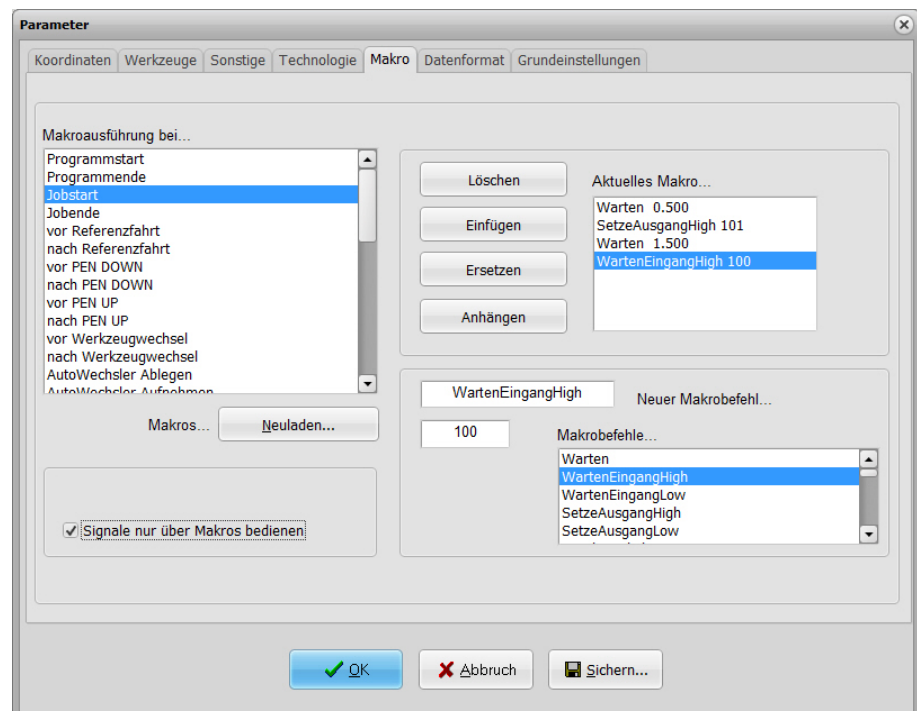 Parameter
Koordinaten Werkzeuge Sonstige Technologie Makro Datenformat Grundeinstellungen
Makroausführung bei...
Programmstart
Programmende
Jobstart
Jobende
vor Referenzfahrt
nach Referenzfahrt
vor PEN DOWN
nach PEN DOWN
vor PEN UP
nach PEN UP
vor Werkzeugwechsel
nach Werkzeugwechsel
AutoWechsler Ablegen
AutoWechsler Aufnehmen
Makros... Neuladen...
Signale nur über Makros bedienen
Löschen
Einfügen
Ersetzen
Anhängen
Aktuelles Makro...
Warten 0.500
SetzeAusgangHigh 101
Warten 1.500
WartenEingangHigh 100
WartenEingangHigh Neuer Makrobefehl...
100 Makrobefehle...
Warten
WartenEingangHigh
WartenEingangLow
SetzeAusgangHigh
SetzeAusgangLow
OK Abbruch Sichern...